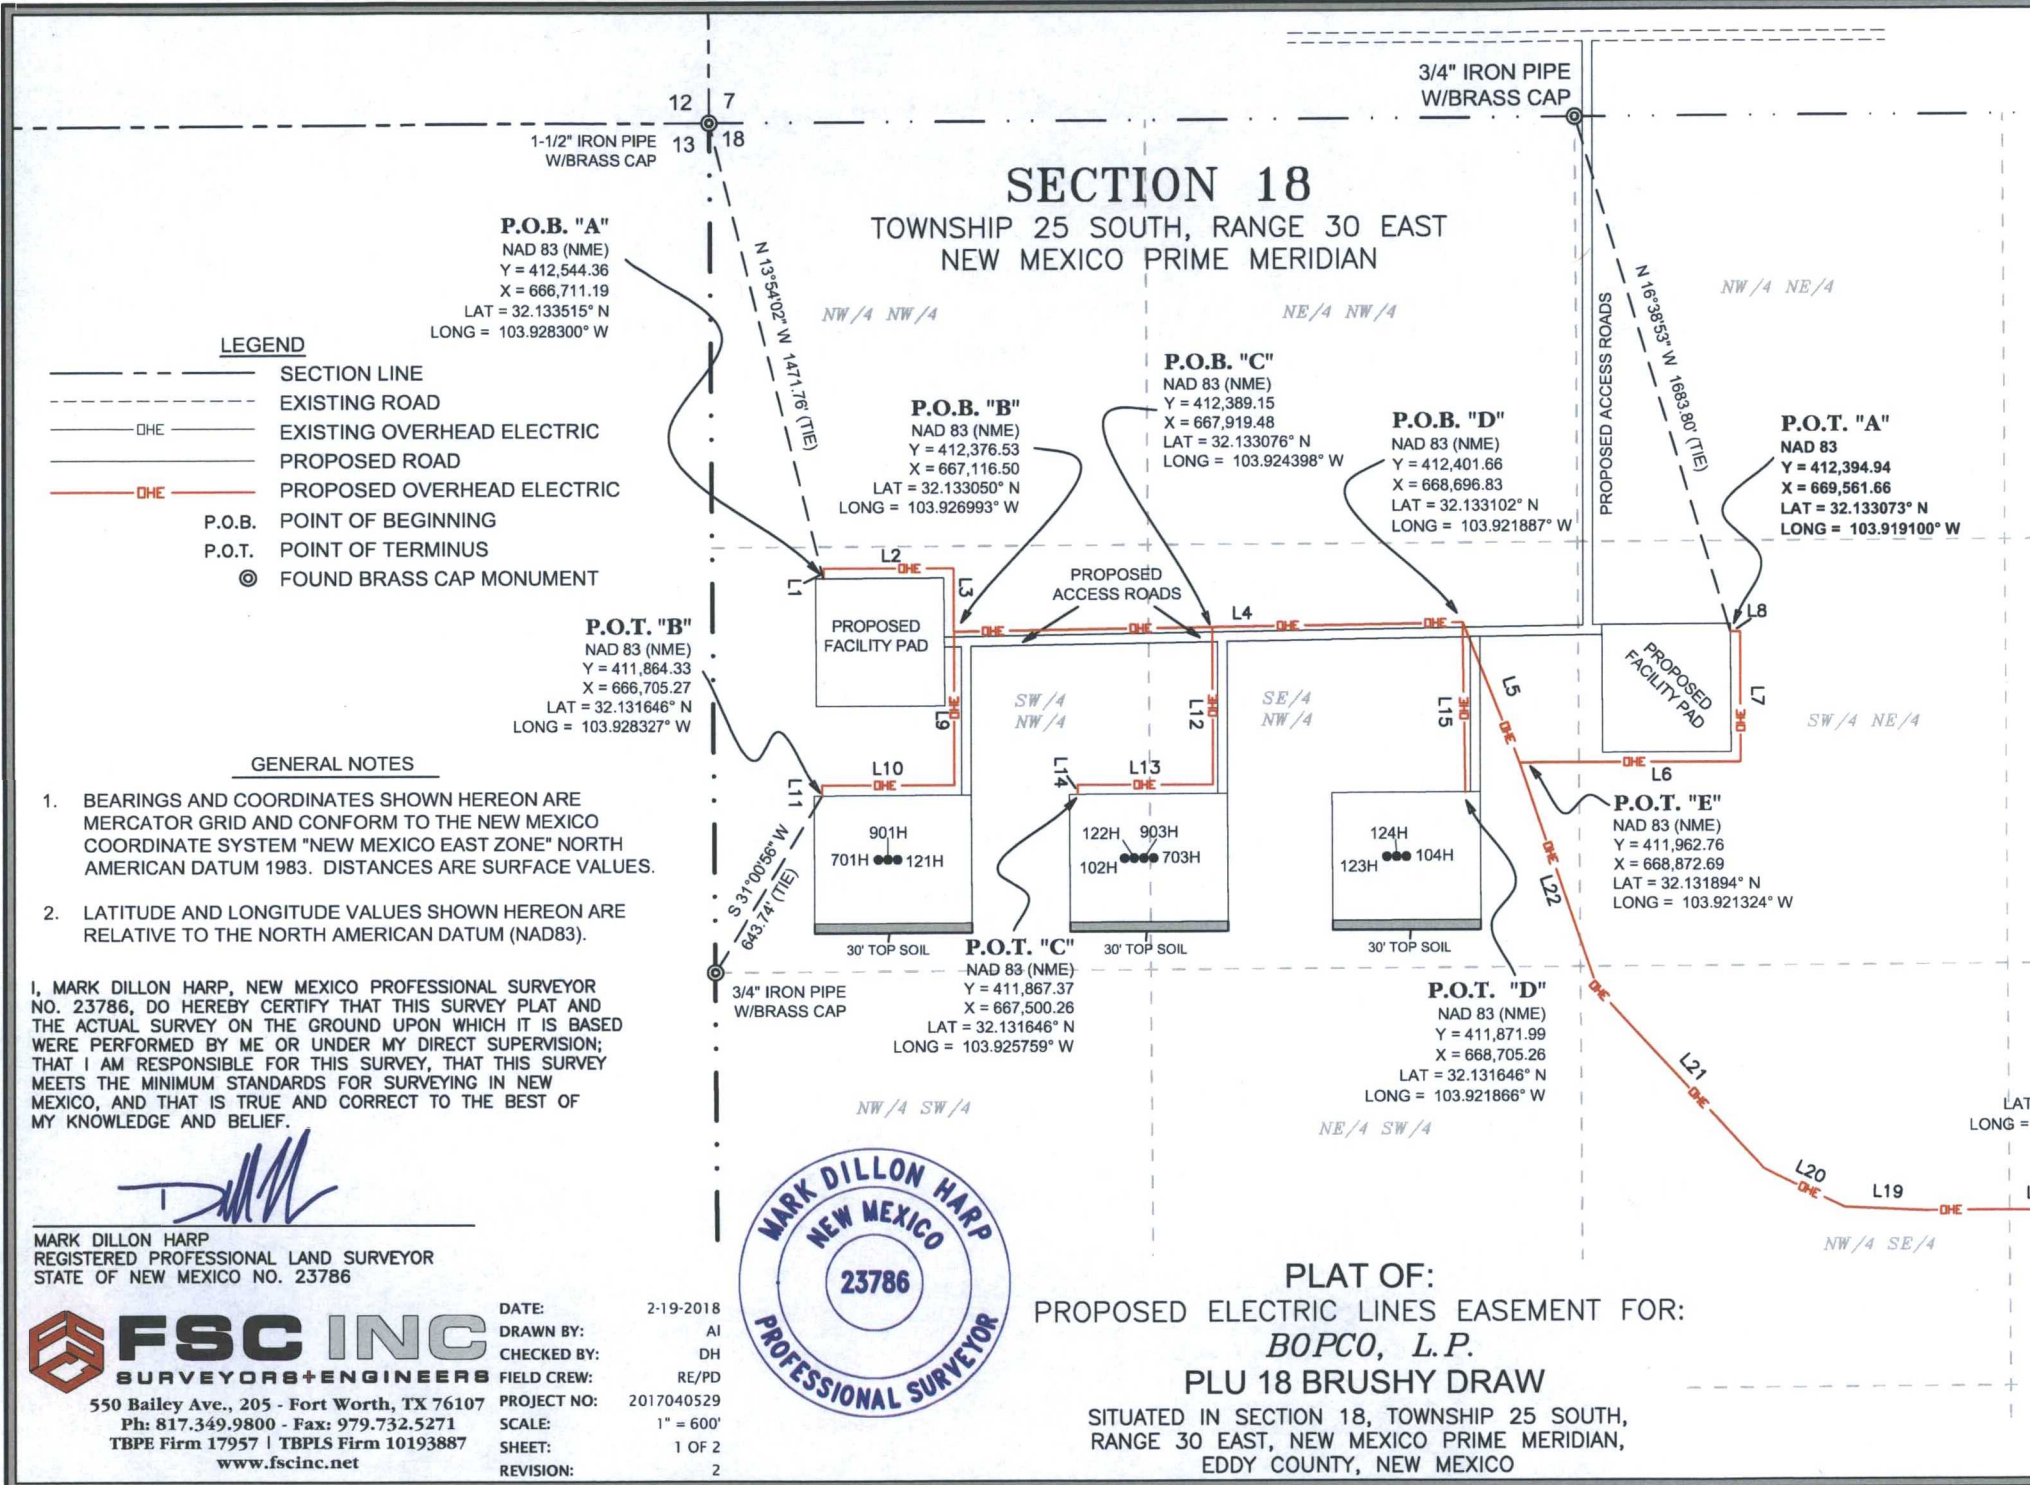 3/4" IRON PIPE
W/BRASS CAP
12 7
13 18
1-1/2" IRON PIPE
W/BRASS CAP
SECTION 18
TOWNSHIP 25 SOUTH, RANGE 30 EAST
NEW MEXICO PRIME MERIDIAN
P.O.B. "A"
NAD 83 (NME)
Y = 412,544.36
X = 666,711.19
LAT = 32.133515° N
LONG = 103.928300° W
N 13°54'02" W 1471.76' (TIE)
NW/4 NW/4
NE/4 NW/4
PROPOSED ACCESS ROADS
N 16°38'53" W 1683.80' (TIE)
NW/4 NE/4
LEGEND
SECTION LINE
EXISTING ROAD
OHE EXISTING OVERHEAD ELECTRIC
PROPOSED ROAD
OHE PROPOSED OVERHEAD ELECTRIC
P.O.B. POINT OF BEGINNING
P.O.T. POINT OF TERMINUS
FOUND BRASS CAP MONUMENT
P.O.B. "B"
NAD 83 (NME)
Y = 412,376.53
X = 667,116.50
LAT = 32.133050° N
LONG = 103.926993° W
P.O.B. "C"
NAD 83 (NME)
Y = 412,389.15
X = 667,919.48
LAT = 32.133076° N
LONG = 103.924398° W
P.O.B. "D"
NAD 83 (NME)
Y = 412,401.66
X = 668,696.83
LAT = 32.133102° N
LONG = 103.921887° W
P.O.T. "A"
NAD 83
Y = 412,394.94
X = 669,561.66
LAT = 32.133073° N
LONG = 103.919100° W
L1
L2
OHE
L3
PROPOSED
FACILITY PAD
PROPOSED
ACCESS ROADS
OHE
OHE
L4
OHE
OHE
L8
PROPOSED
FACILITY PAD
L7
OHE
L5
OHE
OHE
L6
P.O.T. "B"
NAD 83 (NME)
Y = 411,864.33
X = 666,705.27
LAT = 32.131646° N
LONG = 103.928327° W
L9
OHE
SW/4
NW/4
L12
OHE
SE/4
NW/4
L15
OHE
SW/4 NE/4
L10
OHE
L11
L13
OHE
L14
P.O.T. "E"
NAD 83 (NME)
Y = 411,962.76
X = 668,872.69
LAT = 32.131894° N
LONG = 103.921324° W
GENERAL NOTES
1. BEARINGS AND COORDINATES SHOWN HEREON ARE
MERCATOR GRID AND CONFORM TO THE NEW MEXICO
COORDINATE SYSTEM "NEW MEXICO EAST ZONE" NORTH
AMERICAN DATUM 1983. DISTANCES ARE SURFACE VALUES.
2. LATITUDE AND LONGITUDE VALUES SHOWN HEREON ARE
RELATIVE TO THE NORTH AMERICAN DATUM (NAD83).
S 31°00'56" W
643.74' (TIE)
901H
701H 121H
30' TOP SOIL
122H 903H
102H 703H
30' TOP SOIL
124H
123H 104H
30' TOP SOIL
OHE
L22
3/4" IRON PIPE
W/BRASS CAP
P.O.T. "C"
NAD 83 (NME)
Y = 411,867.37
X = 667,500.26
LAT = 32.131646° N
LONG = 103.925759° W
P.O.T. "D"
NAD 83 (NME)
Y = 411,871.99
X = 668,705.26
LAT = 32.131646° N
LONG = 103.921866° W
OHE
L21
OHE
L20
OHE
L19
OHE
LAT
LONG =
NW/4 SW/4
NE/4 SW/4
NW/4 SE/4
I, MARK DILLON HARP, NEW MEXICO PROFESSIONAL SURVEYOR
NO. 23786, DO HEREBY CERTIFY THAT THIS SURVEY PLAT AND
THE ACTUAL SURVEY ON THE GROUND UPON WHICH IT IS BASED
WERE PERFORMED BY ME OR UNDER MY DIRECT SUPERVISION;
THAT I AM RESPONSIBLE FOR THIS SURVEY, THAT THIS SURVEY
MEETS THE MINIMUM STANDARDS FOR SURVEYING IN NEW
MEXICO, AND THAT IS TRUE AND CORRECT TO THE BEST OF
MY KNOWLEDGE AND BELIEF.
MARK DILLON HARP
REGISTERED PROFESSIONAL LAND SURVEYOR
STATE OF NEW MEXICO NO. 23786
MARK DILLON HARP
NEW MEXICO
23786
PROFESSIONAL SURVEYOR
FSC INC
SURVEYORS+ENGINEERS
550 Bailey Ave., 205 - Fort Worth, TX 76107
Ph: 817.349.9800 - Fax: 979.732.5271
TBPE Firm 17957 | TBPLS Firm 10193887
www.fscinc.net
DATE: 2-19-2018
DRAWN BY: AI
CHECKED BY: DH
FIELD CREW: RE/PD
PROJECT NO: 2017040529
SCALE: 1" = 600'
SHEET: 1 OF 2
REVISION: 2
PLAT OF:
PROPOSED ELECTRIC LINES EASEMENT FOR:
BOPCO, L.P.
PLU 18 BRUSHY DRAW
SITUATED IN SECTION 18, TOWNSHIP 25 SOUTH,
RANGE 30 EAST, NEW MEXICO PRIME MERIDIAN,
EDDY COUNTY, NEW MEXICO